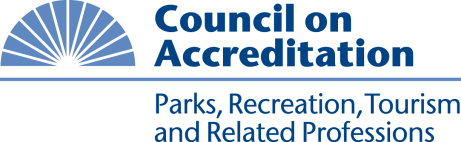 Council on
Accreditation
Parks, Recreation, Tourism
and Related Professions